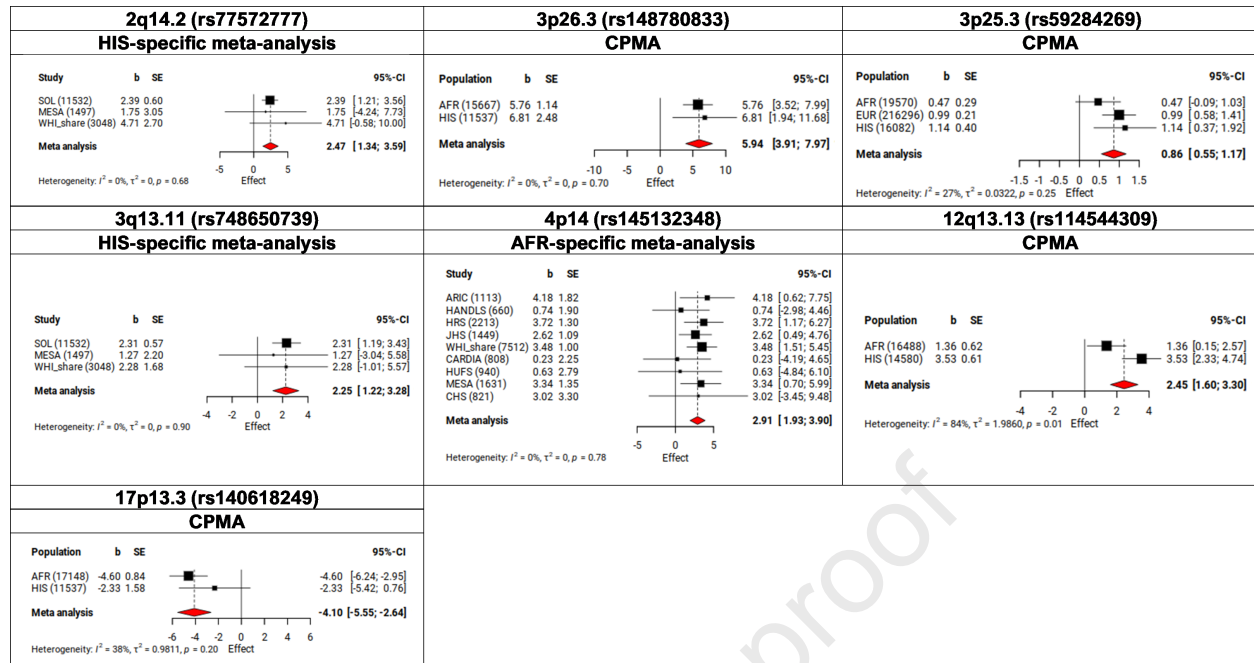 2q14.2 (rs77572777)
HIS-specific meta-analysis
Study b SE 95%-CI
SOL (11532) 2.39 0.60 2.39 [1.21; 3.56]
MESA (1497) 1.75 3.05 1.75 [-4.24; 7.73]
WHI_share (3048) 4.71 2.70 4.71 [-0.58; 10.00]
Meta analysis 2.47 [1.34; 3.59]
-5 0 5
Heterogeneity: I² = 0%, τ² = 0, p = 0.68 Effect
3p26.3 (rs148780833)
CPMA
Population b SE 95%-CI
AFR (15667) 5.76 1.14 5.76 [3.52; 7.99]
HIS (11537) 6.81 2.48 6.81 [1.94; 11.68]
Meta analysis 5.94 [3.91; 7.97]
-10 -5 0 5 10
Heterogeneity: I² = 0%, τ² = 0, p = 0.70 Effect
3p25.3 (rs59284269)
CPMA
Population b SE 95%-CI
AFR (19570) 0.47 0.29 0.47 [-0.09; 1.03]
EUR (216296) 0.99 0.21 0.99 [0.58; 1.41]
HIS (16082) 1.14 0.40 1.14 [0.37; 1.92]
Meta analysis 0.86 [0.55; 1.17]
-1.5 -1 -0.5 0 0.5 1 1.5
Heterogeneity: I² = 27%, τ² = 0.0322, p = 0.25 Effect
3q13.11 (rs748650739)
HIS-specific meta-analysis
Study b SE 95%-CI
SOL (11532) 2.31 0.57 2.31 [1.19; 3.43]
MESA (1497) 1.27 2.20 1.27 [-3.04; 5.58]
WHI_share (3048) 2.28 1.68 2.28 [-1.01; 5.57]
Meta analysis 2.25 [1.22; 3.28]
-4 -2 0 2 4
Heterogeneity: I² = 0%, τ² = 0, p = 0.90 Effect
4p14 (rs145132348)
AFR-specific meta-analysis
Study b SE 95%-CI
ARIC (1113) 4.18 1.82 4.18 [0.62; 7.75]
HANDLS (660) 0.74 1.90 0.74 [-2.98; 4.46]
HRS (2213) 3.72 1.30 3.72 [1.17; 6.27]
JHS (1449) 2.62 1.09 2.62 [0.49; 4.76]
WHI_share (7512) 3.48 1.00 3.48 [1.51; 5.45]
CARDIA (808) 0.23 2.25 0.23 [-4.19; 4.65]
HUFS (940) 0.63 2.79 0.63 [-4.84; 6.10]
MESA (1631) 3.34 1.35 3.34 [0.70; 5.99]
CHS (821) 3.02 3.30 3.02 [-3.45; 9.48]
Meta analysis 2.91 [1.93; 3.90]
-5 0 5
Heterogeneity: I² = 0%, τ² = 0, p = 0.78 Effect
12q13.13 (rs114544309)
CPMA
Population b SE 95%-CI
AFR (16488) 1.36 0.62 1.36 [0.15; 2.57]
HIS (14580) 3.53 0.61 3.53 [2.33; 4.74]
Meta analysis 2.45 [1.60; 3.30]
-4 -2 0 2 4
Heterogeneity: I² = 84%, τ² = 1.9860, p = 0.01 Effect
17p13.3 (rs140618249)
CPMA
Population b SE 95%-CI
AFR (17148) -4.60 0.84 -4.60 [-6.24; -2.95]
HIS (11537) -2.33 1.58 -2.33 [-5.42; 0.76]
Meta analysis -4.10 [-5.55; -2.64]
-6 -4 -2 0 2 4 6
Heterogeneity: I² = 38%, τ² = 0.9811, p = 0.20 Effect
proof